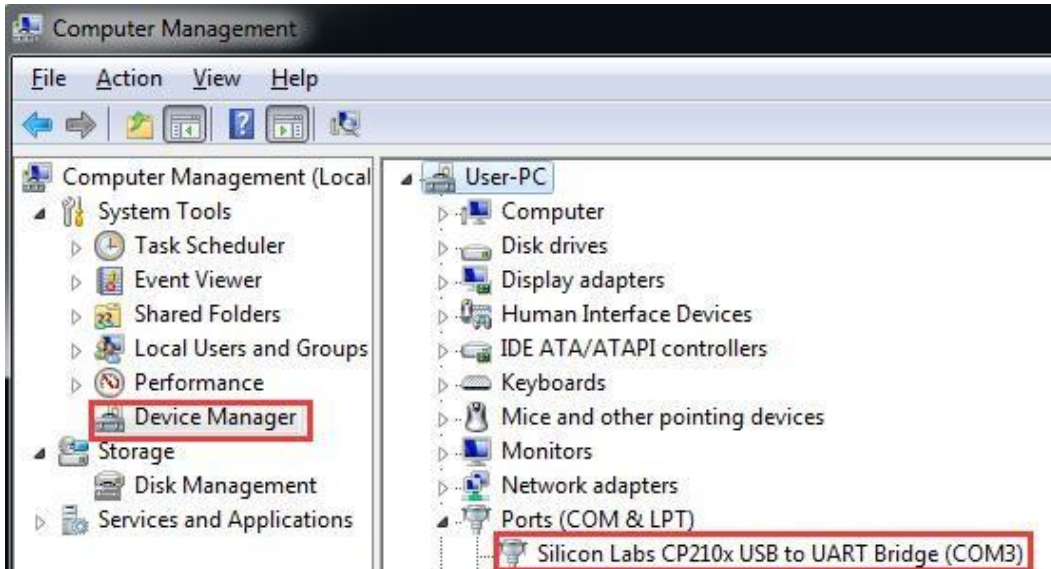 Computer Management
File Action View Help
Computer Management (Local
System Tools
Task Scheduler
Event Viewer
Shared Folders
Local Users and Groups
Performance
Device Manager
Storage
Disk Management
Services and Applications
User-PC
Computer
Disk drives
Display adapters
Human Interface Devices
IDE ATA/ATAPI controllers
Keyboards
Mice and other pointing devices
Monitors
Network adapters
Ports (COM & LPT)
Silicon Labs CP210x USB to UART Bridge (COM3)